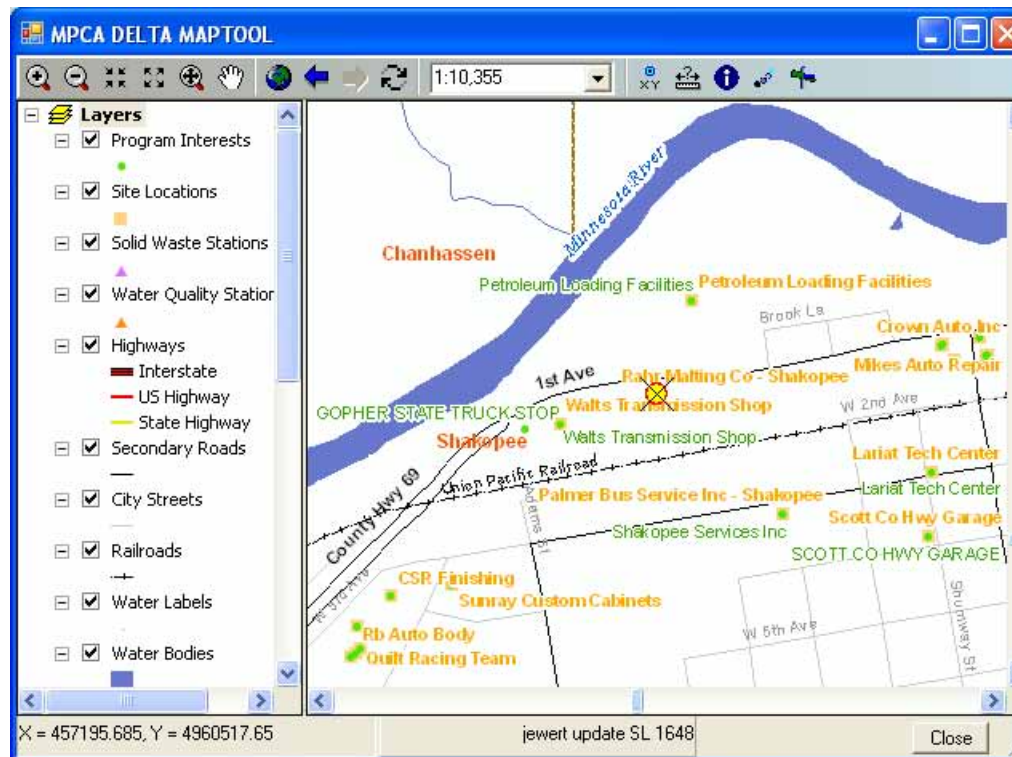 MPCA DELTA MAPTOOL
1:10,355
XY
Layers
Program Interests
Site Locations
Solid Waste Stations
Water Quality Station
Highways
Interstate
US Highway
State Highway
Secondary Roads
City Streets
Railroads
Water Labels
Water Bodies
Minnesota River
Chanhassen
Petroleum Loading Facilities
Petroleum Loading Facilities
Brook La
Crown Auto Inc
1st Ave
Rahr Malting Co - Shakopee
Mikes Auto Repair
GOPHER STATE TRUCK STOP
Walts Transmission Shop
W 2nd Ave
Shakopee
Walts Transmission Shop
Union Pacific Railroad
Lariat Tech Center
County Hwy 69
Palmer Bus Service Inc - Shakopee
Lariat Tech Center
Adams St
Shakopee Services Inc
Scott Co Hwy Garage
SCOTT CO HWY GARAGE
W 3rd Ave
CSR Finishing
Sunray Custom Cabinets
Shumway St
Rb Auto Body
W 5th Ave
Quilt Racing Team
X = 457195.685, Y = 4960517.65
jewert update SL 1648
Close